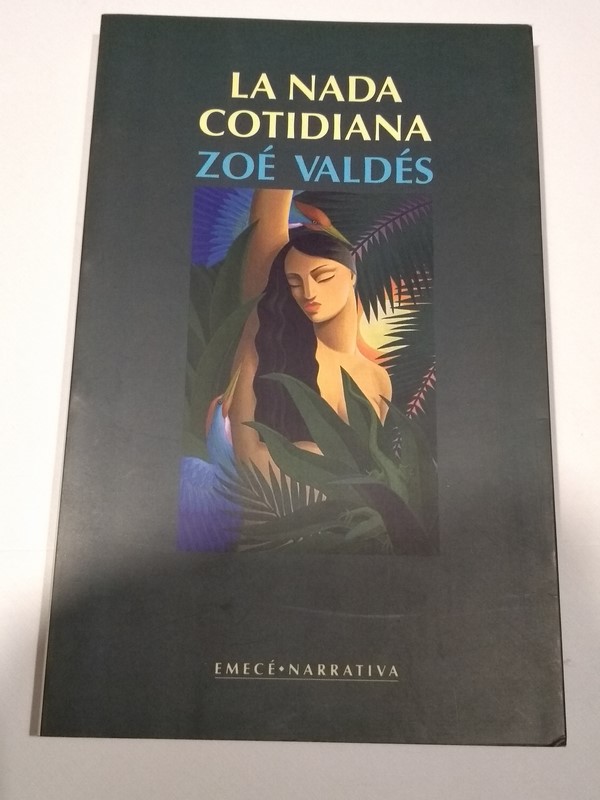 LA NADA
COTIDIANA
ZOÉ VALDÉS
EMECÉ•NARRATIVA